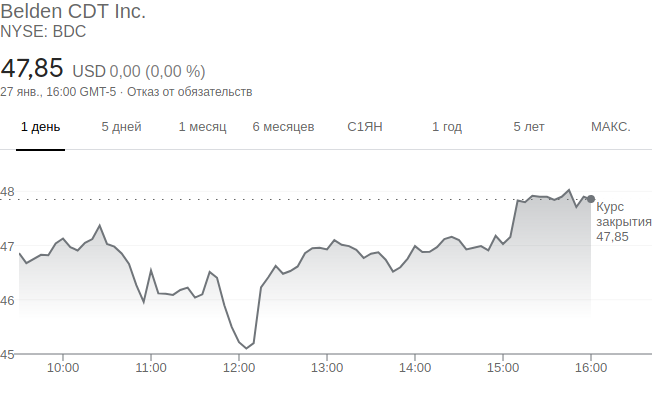 Belden CDT Inc.
NYSE: BDC
47,85 USD 0,00 (0,00 %)
27 янв., 16:00 GMT-5 · Отказ от обязательств
1 день 5 дней 1 месяц 6 месяцев С1ЯН 1 год 5 лет МАКС.
48
Курс
закрытия
47,85
47
46
45
10:00 11:00 12:00 13:00 14:00 15:00 16:00